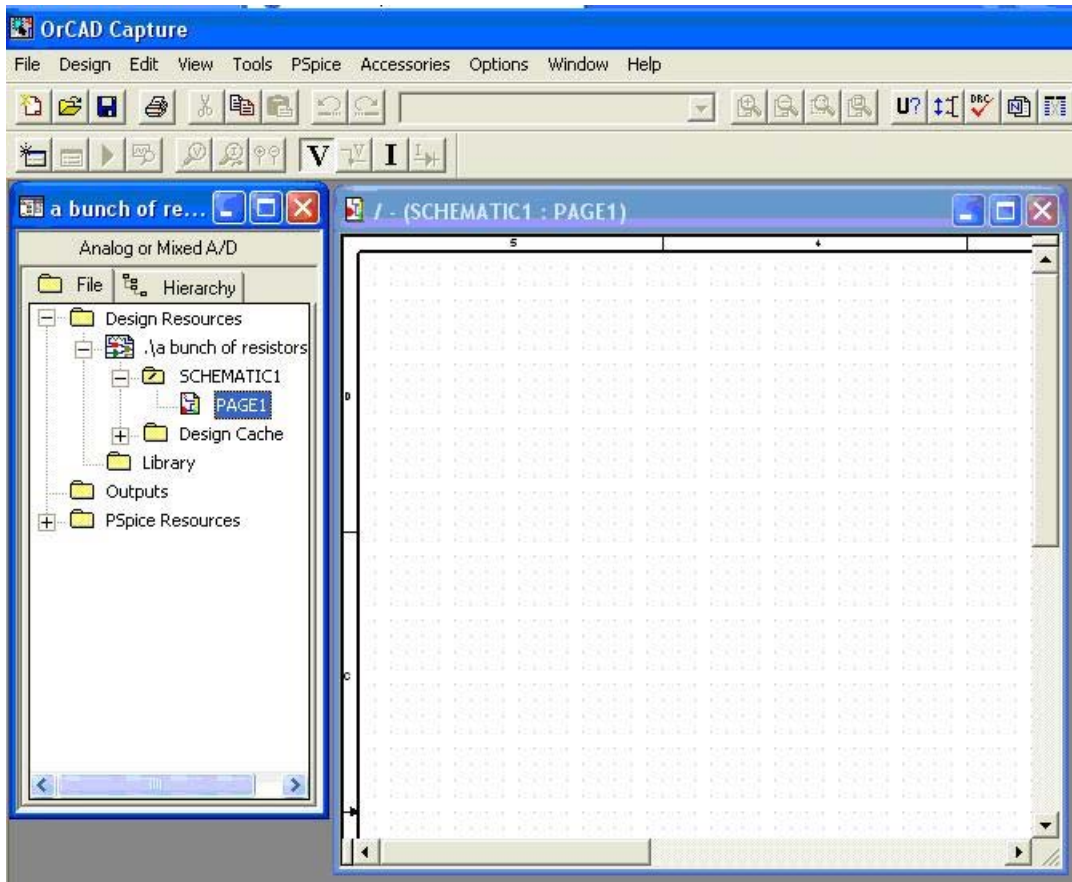 OrCAD Capture
File Design Edit View Tools PSpice Accessories Options Window Help
U? DRC N
V V I I
a bunch of re...
/ - (SCHEMATIC1 : PAGE1)
Analog or Mixed A/D
File Hierarchy
Design Resources
.\a bunch of resistors
SCHEMATIC1
PAGE1
Design Cache
Library
Outputs
PSpice Resources
5 4
D
C